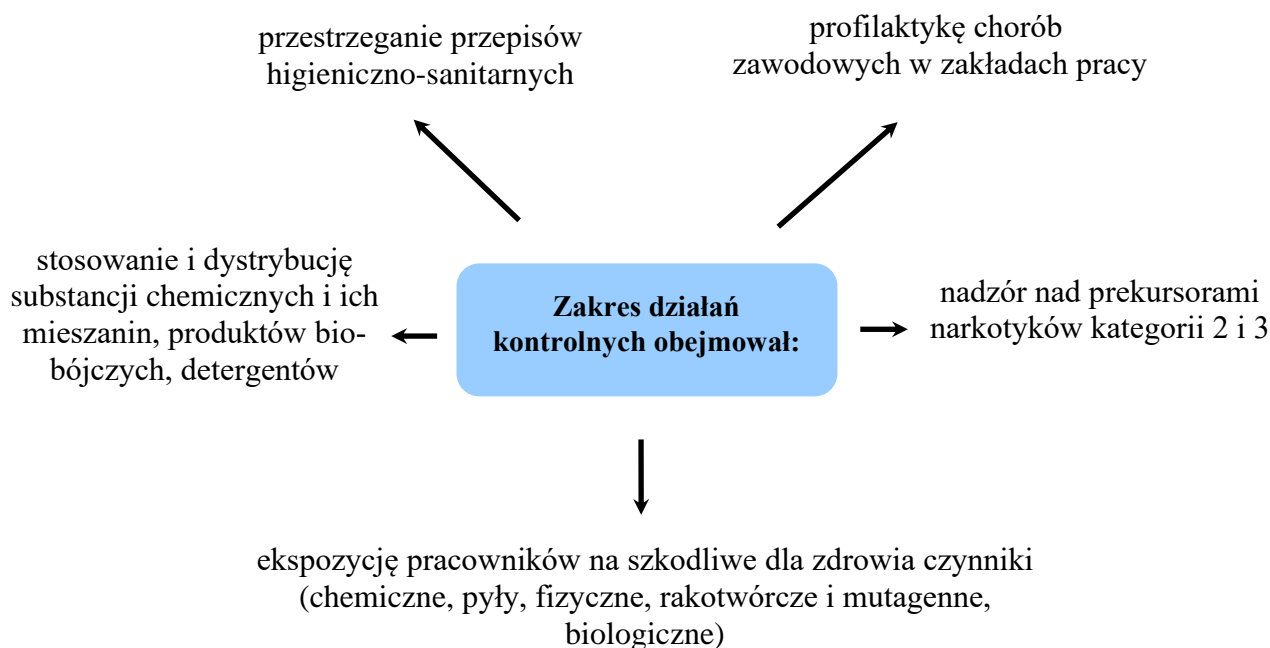 przestrzeganie przepisów
higieniczno-sanitarnych
profilaktykę chorób
zawodowych w zakładach pracy
stosowanie i dystrybucję
substancji chemicznych i ich
mieszanin, produktów bio-
bójczych, detergentów
Zakres działań
kontrolnych obejmował:
nadzór nad prekursorami
narkotyków kategorii 2 i 3
ekspozycję pracowników na szkodliwe dla zdrowia czynniki
(chemiczne, pyły, fizyczne, rakotwórcze i mutagenne,
biologiczne)